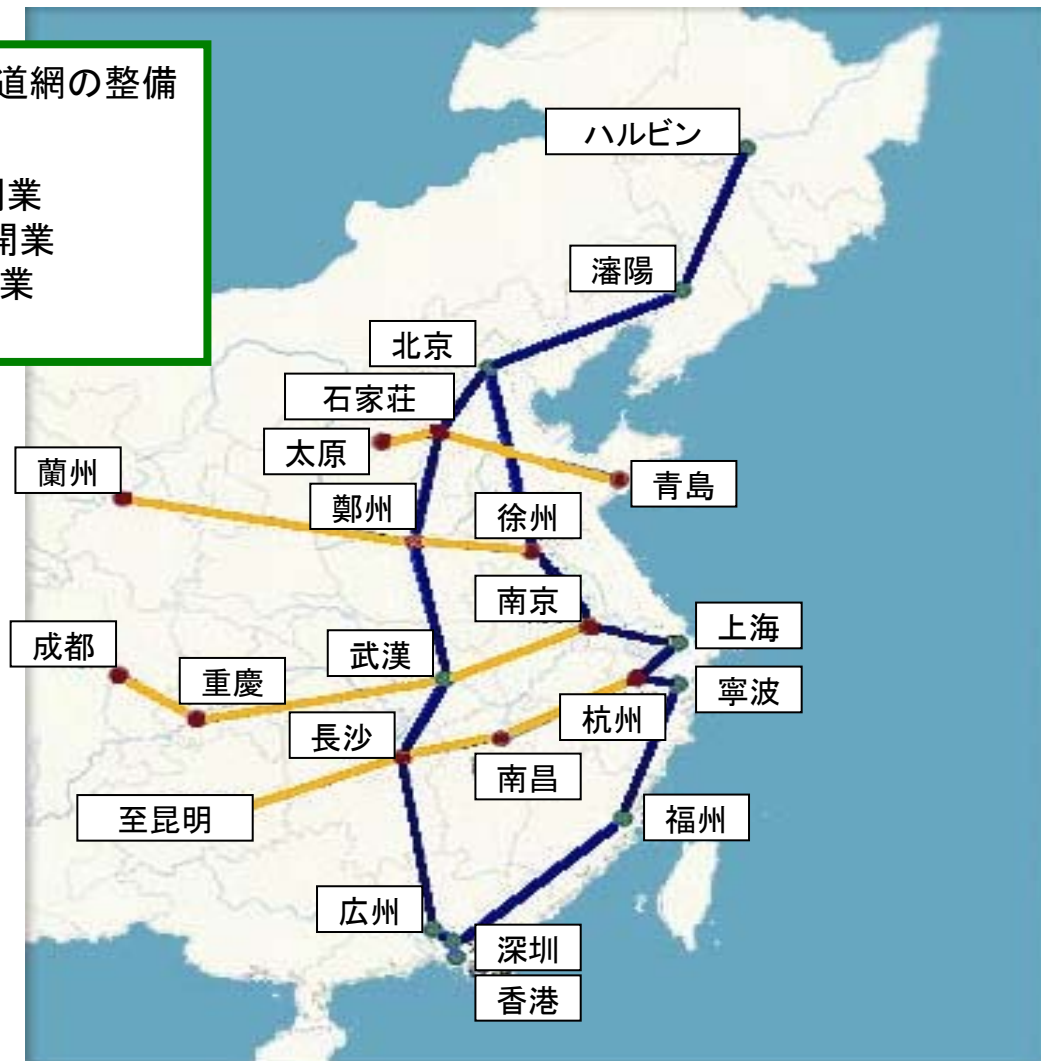 道網の整備
開業
開業
業
ハルビン
瀋陽
北京
石家荘
太原
蘭州
青島
鄭州
徐州
南京
上海
成都
武漢
重慶
寧波
杭州
長沙
南昌
至昆明
福州
広州
深圳
香港